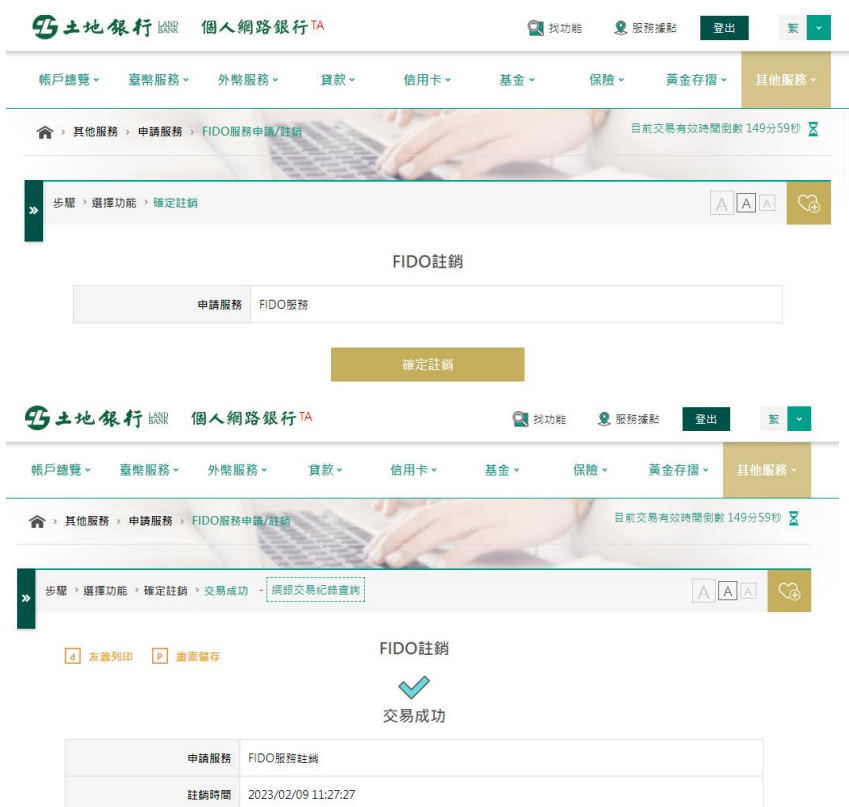 土地銀行 LAND BANK 個人網路銀行TA 找功能 服務據點 登出 繁
帳戶總覽 臺幣服務 外幣服務 貸款 信用卡 基金 保險 黃金存摺 其他服務
其他服務 › 申請服務 › FIDO服務申請/註銷 目前交易有效時間倒數 149分59秒
» 步驟 › 選擇功能 › 確定註銷 A A A
FIDO註銷
申請服務 FIDO服務
確定註銷
土地銀行 LAND BANK 個人網路銀行TA 找功能 服務據點 登出 繁
帳戶總覽 臺幣服務 外幣服務 貸款 信用卡 基金 保險 黃金存摺 其他服務
其他服務 › 申請服務 › FIDO服務申請/註銷 目前交易有效時間倒數 149分59秒
» 步驟 › 選擇功能 › 確定註銷 › 交易成功 - 網銀交易紀錄查詢 A A A
d 友善列印 P 畫面儲存
FIDO註銷
交易成功
申請服務 FIDO服務註銷
註銷時間 2023/02/09 11:27:27